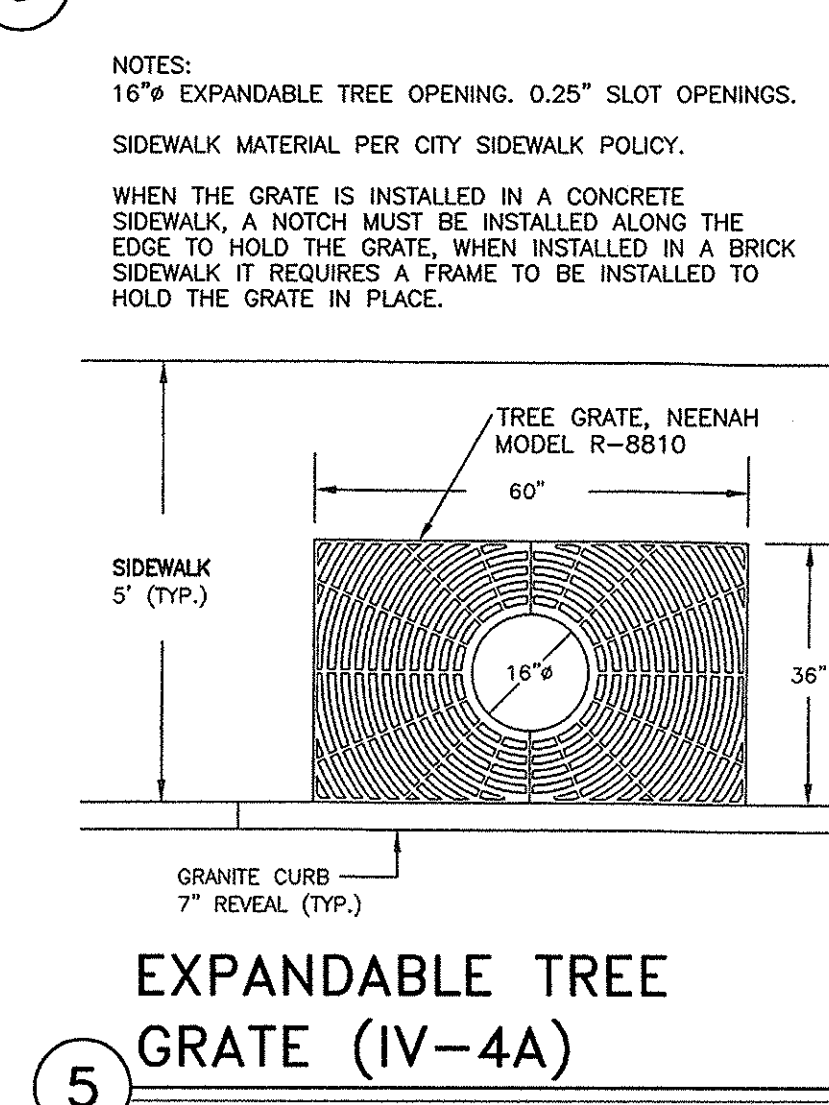 NOTES:
16"ø EXPANDABLE TREE OPENING. 0.25" SLOT OPENINGS.
SIDEWALK MATERIAL PER CITY SIDEWALK POLICY.
WHEN THE GRATE IS INSTALLED IN A CONCRETE
SIDEWALK, A NOTCH MUST BE INSTALLED ALONG THE
EDGE TO HOLD THE GRATE, WHEN INSTALLED IN A BRICK
SIDEWALK IT REQUIRES A FRAME TO BE INSTALLED TO
HOLD THE GRATE IN PLACE.
TREE GRATE, NEENAH
MODEL R-8810
60"
SIDEWALK
5' (TYP.)
16"ø
36"
GRANITE CURB
7" REVEAL (TYP.)
EXPANDABLE TREE
GRATE (IV-4A)
5